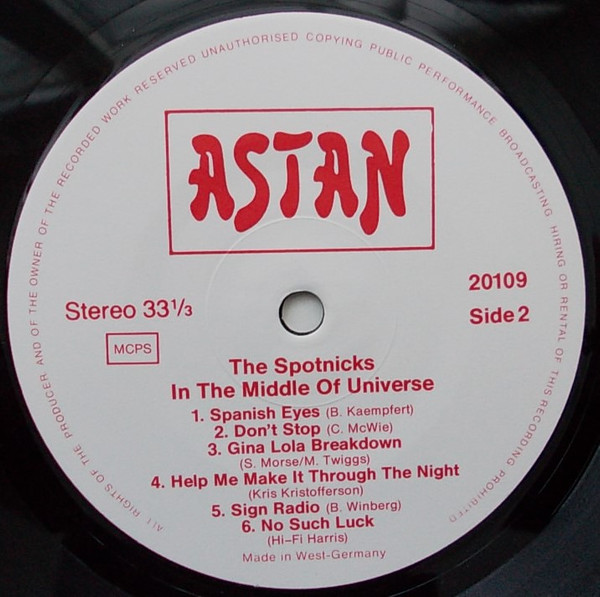 ALL RIGHTS OF THE PRODUCER AND OF THE OWNER OF THE RECORDED WORK RESERVED UNAUTHORISED COPYING PUBLIC PERFORMANCE BROADCASTING HIRING OR RENTAL OF THIS RECORDING PROHIBITED
ASTAN
Stereo 33 1/3
20109
Side 2
MCPS
The Spotnicks
In The Middle Of Universe
1. Spanish Eyes (B. Kaempfert)
2. Don't Stop (C. McWie)
3. Gina Lola Breakdown
(S. Morse/M. Twiggs)
4. Help Me Make It Through The Night
(Kris Kristofferson)
5. Sign Radio (B. Winberg)
6. No Such Luck
(Hi-Fi Harris)
Made in West-Germany